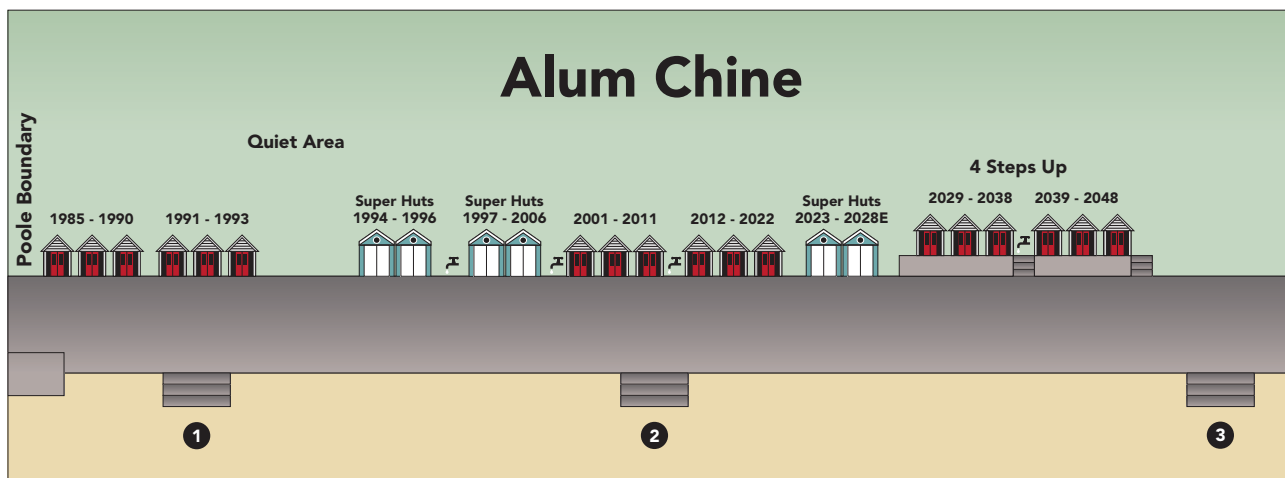 Alum Chine
Poole Boundary
Quiet Area
4 Steps Up
1985 - 1990
1991 - 1993
Super Huts
1994 - 1996
Super Huts
1997 - 2006
2001 - 2011
2012 - 2022
Super Huts
2023 - 2028E
2029 - 2038
2039 - 2048
1
2
3